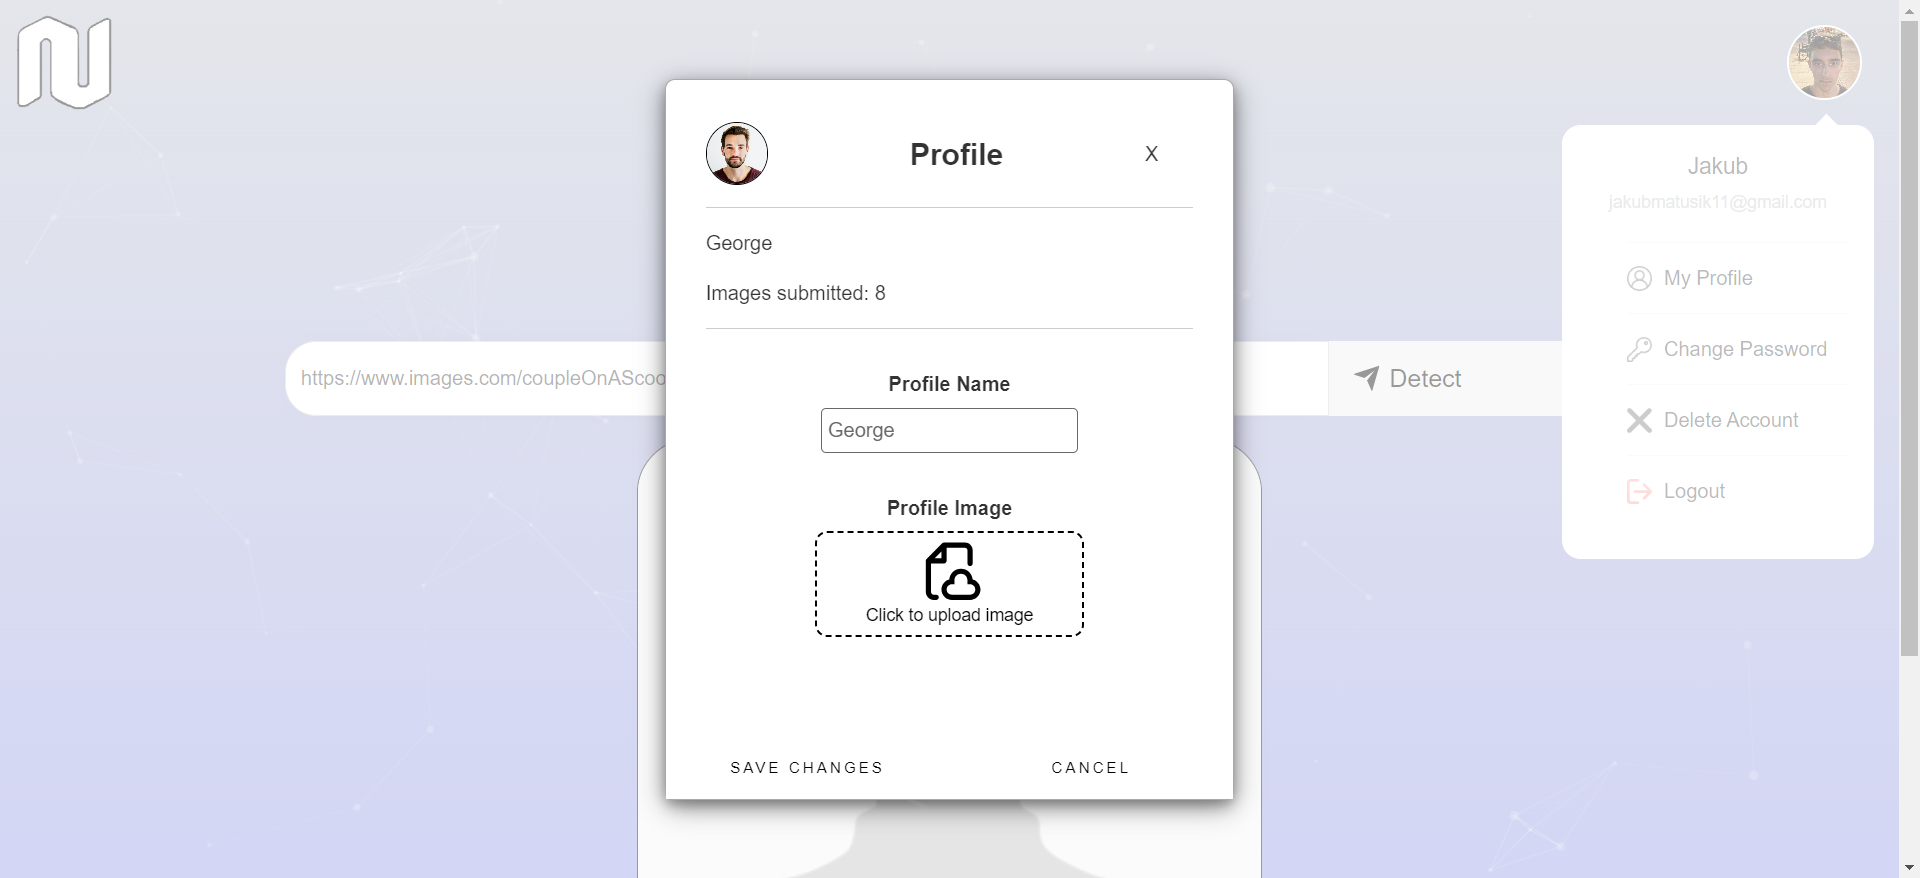 Profile
X
George
Images submitted: 8
Profile Name
George
Profile Image
Click to upload image
SAVE CHANGES
CANCEL
https://www.images.com/coupleOnAScoo
Detect
Jakub
jakubmatusik11@gmail.com
My Profile
Change Password
Delete Account
Logout